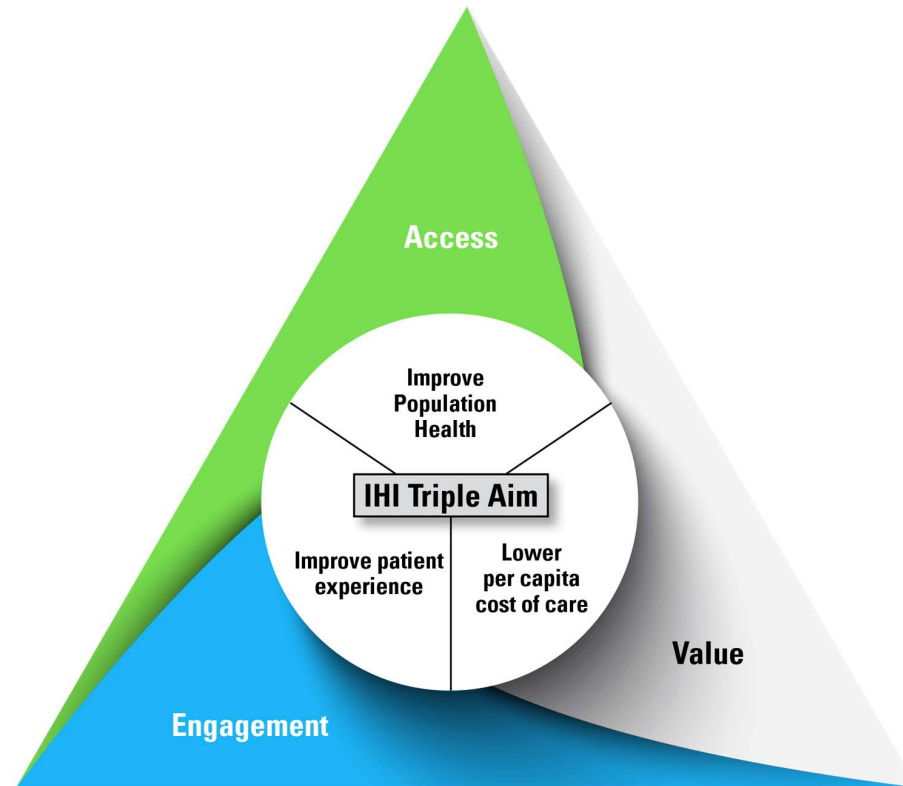 Access
Improve
Population
Health
IHI Triple Aim
Improve patient
experience
Lower
per capita
cost of care
Value
Engagement